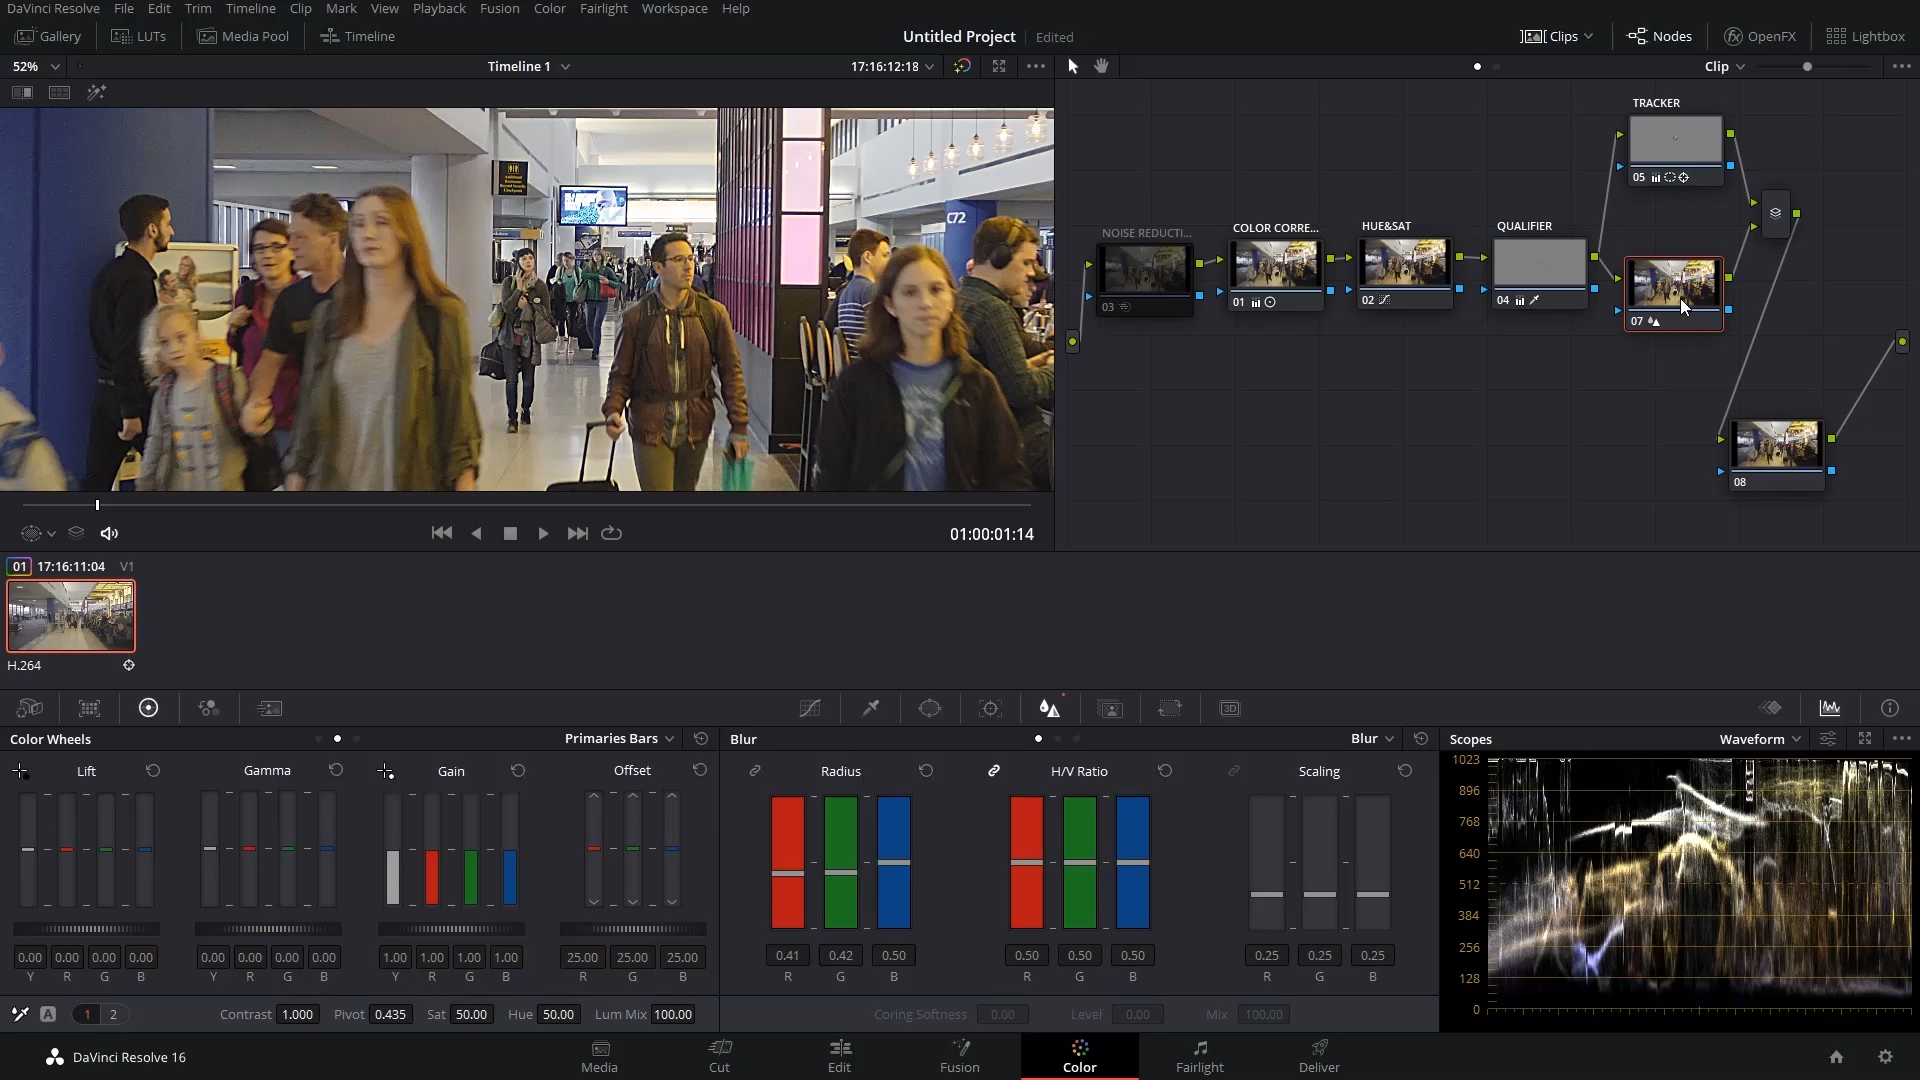 DaVinci Resolve File Edit Trim Timeline Clip Mark View Playback Fusion Color Fairlight Workspace Help
Gallery LUTs Media Pool Timeline Untitled Project Edited Clips Nodes fx OpenFX Lightbox
52% Timeline 1 17:16:12:18 Clip
TRACKER
05
C72
NOISE REDUCTI... COLOR CORRE... HUE&SAT QUALIFIER
03 01 02 04
07
08
01:00:01:14
01 17:16:11:04 V1
H.264
3D
Color Wheels Primaries Bars Blur Blur Scopes Waveform
Lift Gamma Gain Offset Radius H/V Ratio Scaling
1023
896
768
640
512
384
256
128
0
0.00 0.00 0.00 0.00 0.00 0.00 0.00 0.00 1.00 1.00 1.00 1.00 25.00 25.00 25.00 0.41 0.42 0.50 0.50 0.50 0.50 0.25 0.25 0.25
Y R G B Y R G B Y R G B R G B R G B R G B R G B
A 1 2 Contrast 1.000 Pivot 0.435 Sat 50.00 Hue 50.00 Lum Mix 100.00 Coring Softness 0.00 Level 0.00 Mix 100.00
DaVinci Resolve 16 Media Cut Edit Fusion Color Fairlight Deliver